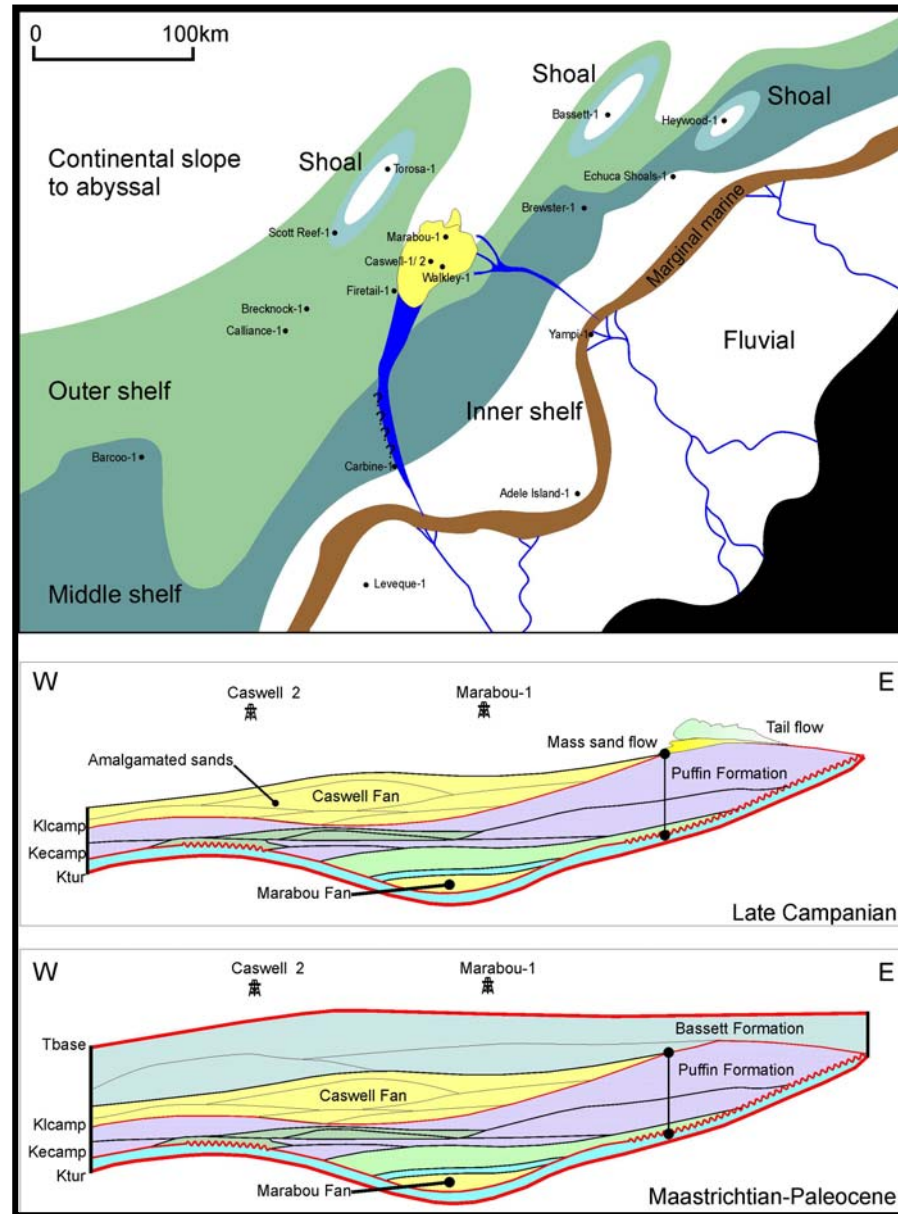 0 100km
Shoal
Bassett-1
Shoal
Heywood-1
Continental slope
to abyssal
Shoal
Torosa-1
Echuca Shoals-1
Brewster-1
Scott Reef-1
Marabou-1
Caswell-1/ 2
Walkley-1
Marginal marine
Firetail-1
Brecknock-1
Calliance-1
Yampi-1
Fluvial
Outer shelf
Inner shelf
Barcoo-1
Carbine-1
Adele Island-1
Leveque-1
Middle shelf
W E
Caswell 2
Marabou-1
Tail flow
Mass sand flow
Amalgamated sands
Puffin Formation
Caswell Fan
Klcamp
Kecamp
Ktur
Marabou Fan
Late Campanian
W E
Caswell 2
Marabou-1
Bassett Formation
Tbase
Puffin Formation
Caswell Fan
Klcamp
Kecamp
Ktur
Marabou Fan
Maastrichtian-Paleocene